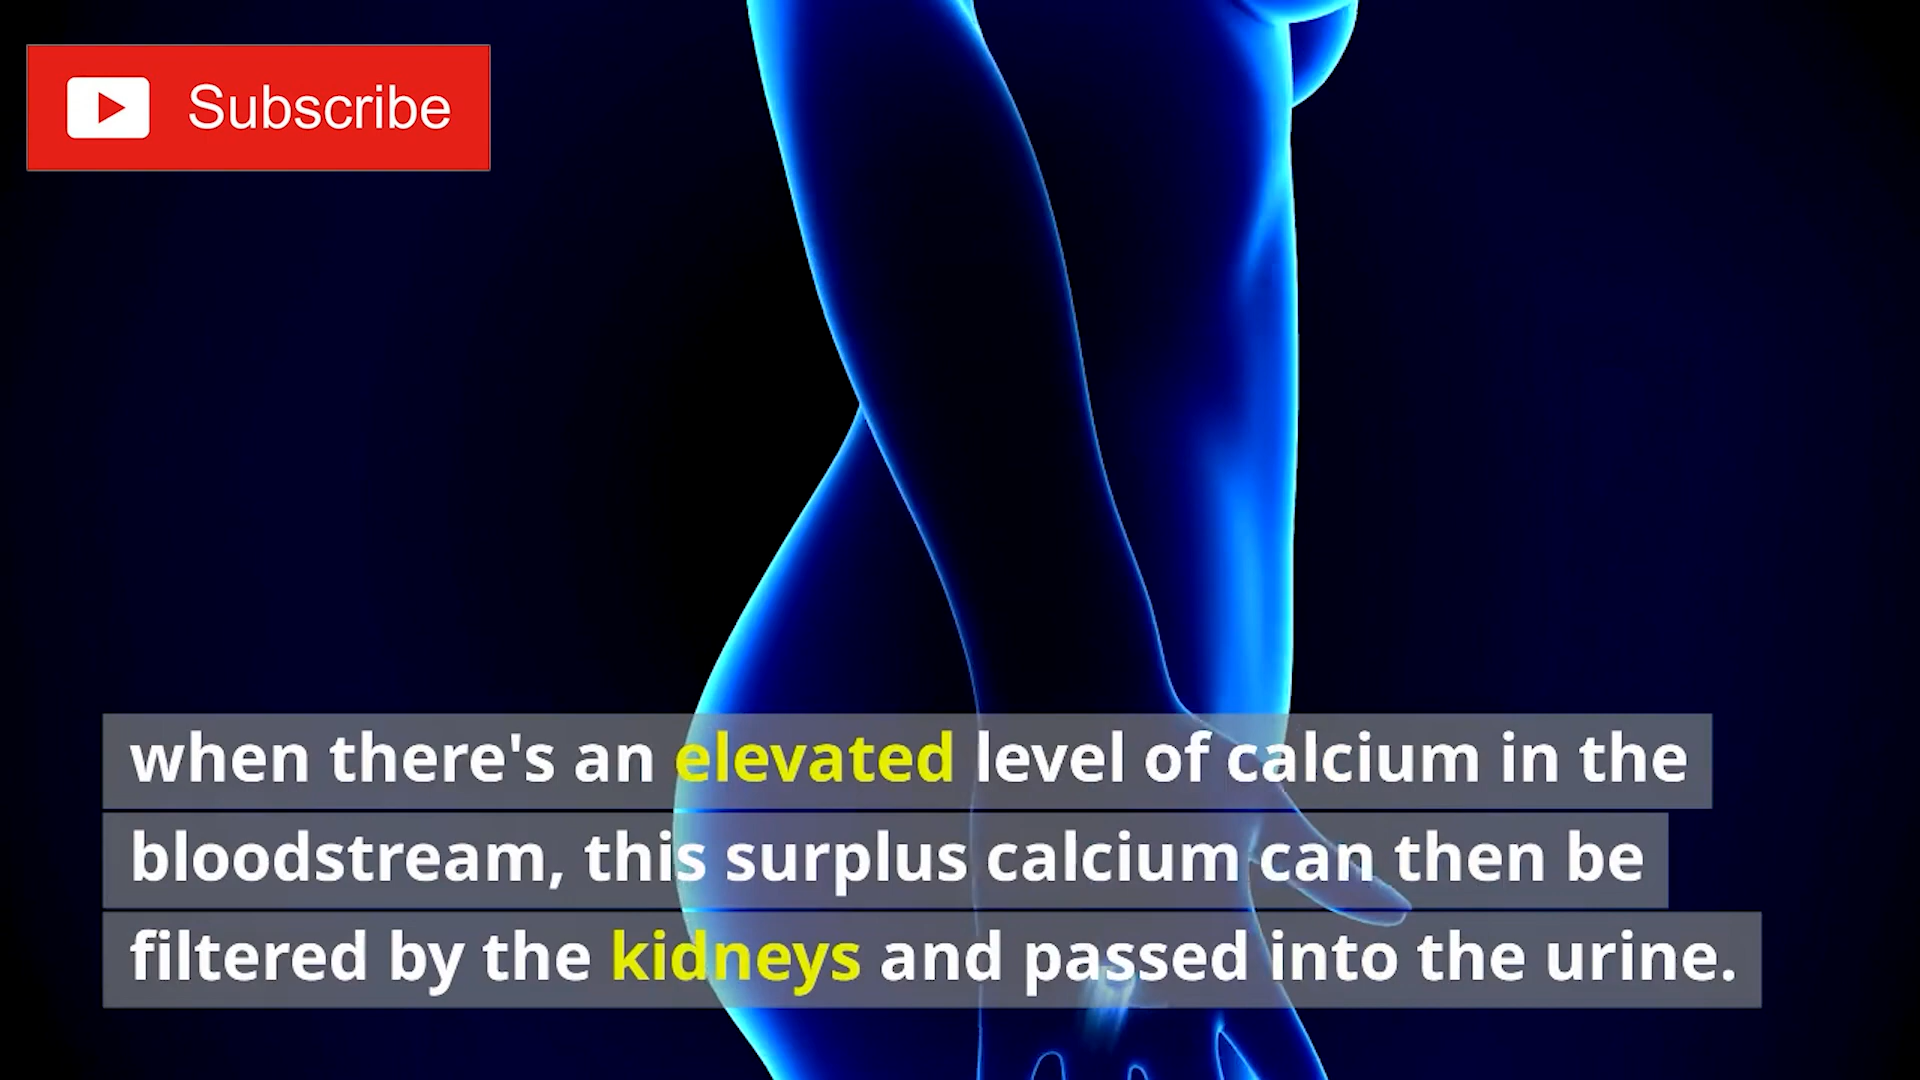 Subscribe
when there's an elevated level of calcium in the
bloodstream, this surplus calcium can then be
filtered by the kidneys and passed into the urine.